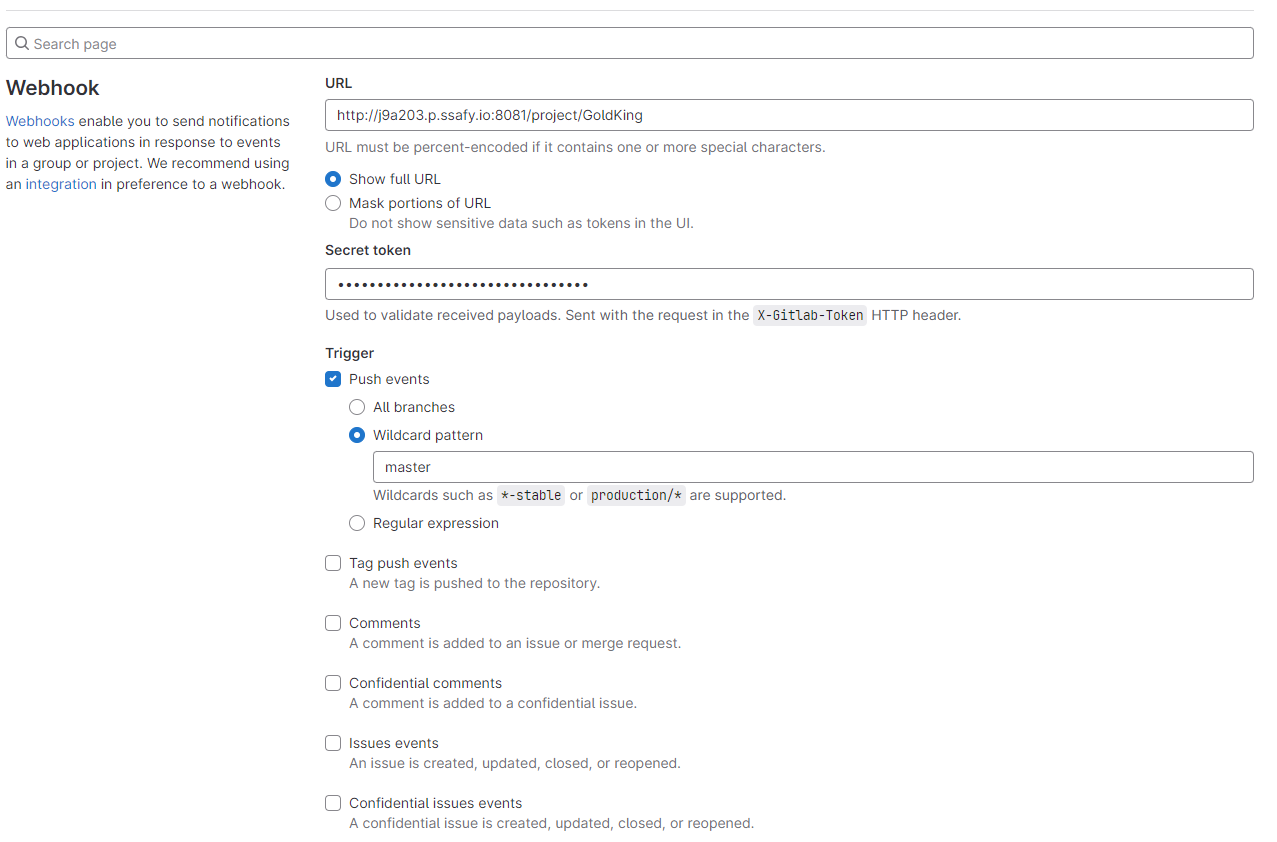 Search page
Webhook
Webhooks enable you to send notifications
to web applications in response to events
in a group or project. We recommend using
an integration in preference to a webhook.
URL
http://j9a203.p.ssafy.io:8081/project/GoldKing
URL must be percent-encoded if it contains one or more special characters.
Show full URL
Mask portions of URL
Do not show sensitive data such as tokens in the UI.
Secret token
••••••••••••••••••••••••••••••••
Used to validate received payloads. Sent with the request in the X-Gitlab-Token HTTP header.
Trigger
Push events
All branches
Wildcard pattern
master
Wildcards such as *-stable or production/* are supported.
Regular expression
Tag push events
A new tag is pushed to the repository.
Comments
A comment is added to an issue or merge request.
Confidential comments
A comment is added to a confidential issue.
Issues events
An issue is created, updated, closed, or reopened.
Confidential issues events
A confidential issue is created, updated, closed, or reopened.